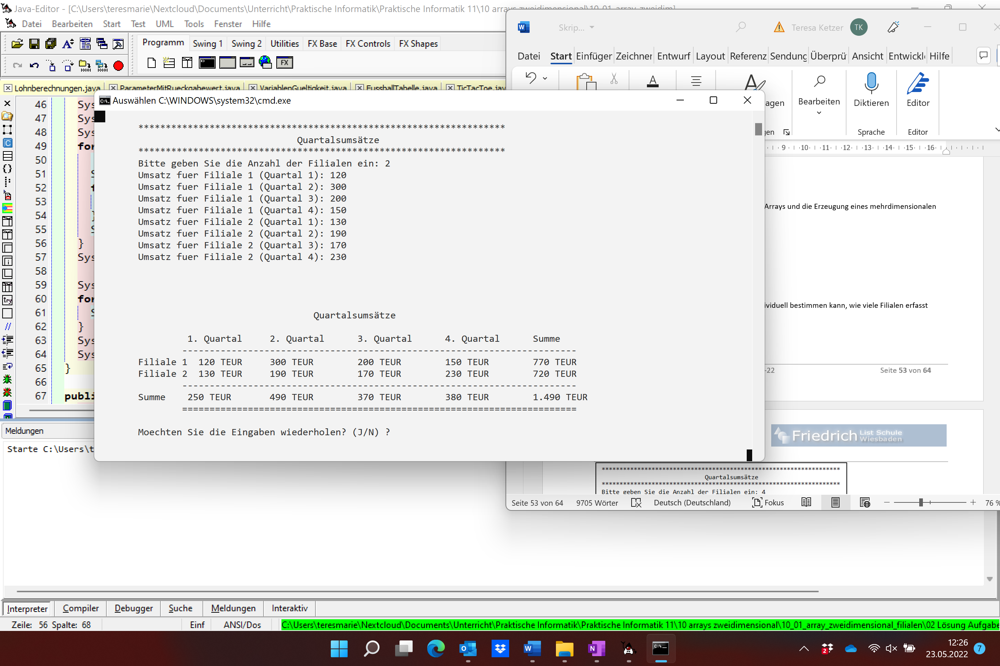 Java-Editor - [C:\Users\teresmarie\Nextcloud\Documents\Unterricht\Praktische Informatik\Praktische Informatik 11\10 arrays zweidimensional\10_01_array_zweidim]
Datei Bearbeiten Start Test UML Tools Fenster Hilfe
Programm Swing 1 Swing 2 Utilities FX Base FX Controls FX Shapes
Lohnberechnungen.java ParameterMitRueckgabewert.java VariablenGueltigkeit.java FussballTabelle.java TicTacToe.jav
46 Sys
47 Sys
48 Sys
49 for
50
51 S
52 f
53
54 }
55 S
56 }
57 Sys
58
59 Sys
60 for
61 S
62 }
63 Sys
64 Sys
65 }
66
67 publi
Meldungen
Starte C:\Users\t
Interpreter Compiler Debugger Suche Meldungen Interaktiv
Zeile: 56 Spalte: 68 Einf ANSI/Dos C:\Users\teresmarie\Nextcloud\Documents\Unterricht\Praktische Informatik\Praktische Informatik 11\10 arrays zweidimensional\10_01_array_zweidimensional_filialen\02 Lösung Aufgabe
Auswählen C:\WINDOWS\system32\cmd.exe
*******************************************************************
Quartalsumsätze
*******************************************************************
Bitte geben Sie die Anzahl der Filialen ein: 2
Umsatz fuer Filiale 1 (Quartal 1): 120
Umsatz fuer Filiale 1 (Quartal 2): 300
Umsatz fuer Filiale 1 (Quartal 3): 200
Umsatz fuer Filiale 1 (Quartal 4): 150
Umsatz fuer Filiale 2 (Quartal 1): 130
Umsatz fuer Filiale 2 (Quartal 2): 190
Umsatz fuer Filiale 2 (Quartal 3): 170
Umsatz fuer Filiale 2 (Quartal 4): 230
Quartalsumsätze
1. Quartal 2. Quartal 3. Quartal 4. Quartal Summe
------------------------------------------------------------------------
Filiale 1 120 TEUR 300 TEUR 200 TEUR 150 TEUR 770 TEUR
Filiale 2 130 TEUR 190 TEUR 170 TEUR 230 TEUR 720 TEUR
------------------------------------------------------------------------
Summe 250 TEUR 490 TEUR 370 TEUR 380 TEUR 1.490 TEUR
========================================================================
Moechten Sie die Eingaben wiederholen? (J/N) ?
Skrip... Teresa Ketzer TK
Datei Start Einfüger Zeichner Entwurf Layout Referenz Sendung Überprü Ansicht Entwickl Hilfe
agen Bearbeiten Diktieren Editor
gen Sprache Editor
9 10 11 12 13 14 15 16
Arrays und die Erzeugung eines mehrdimensionalen
ividuell bestimmen kann, wie viele Filialen erfasst
-22 Seite 53 von 64
Friedrich List Schule Wiesbaden
*******************************************************************
Quartalsumsätze
*******************************************************************
Bitte geben Sie die Anzahl der Filialen ein: 4
Seite 53 von 64 9705 Wörter Deutsch (Deutschland) Fokus 76 %
12:26
23.05.2022 7